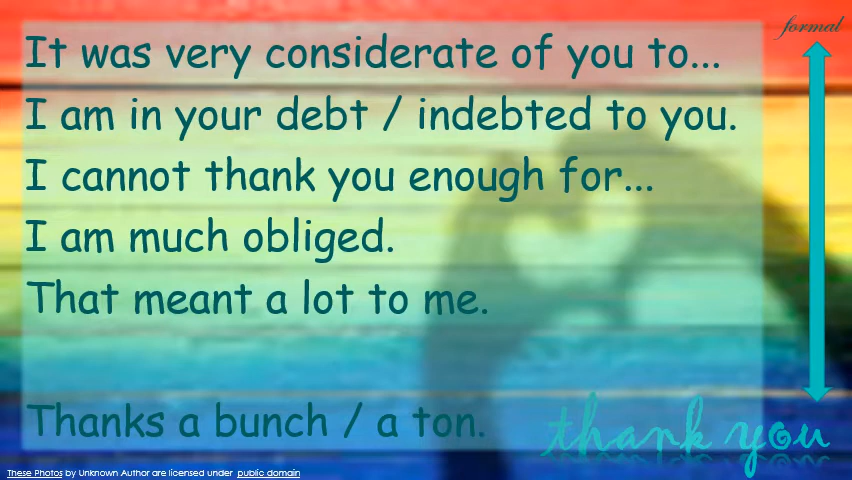 formal
It was very considerate of you to...
I am in your debt / indebted to you.
I cannot thank you enough for...
I am much obliged.
That meant a lot to me.
Thanks a bunch / a ton.
thank you
These Photos by Unknown Author are licensed under public domain